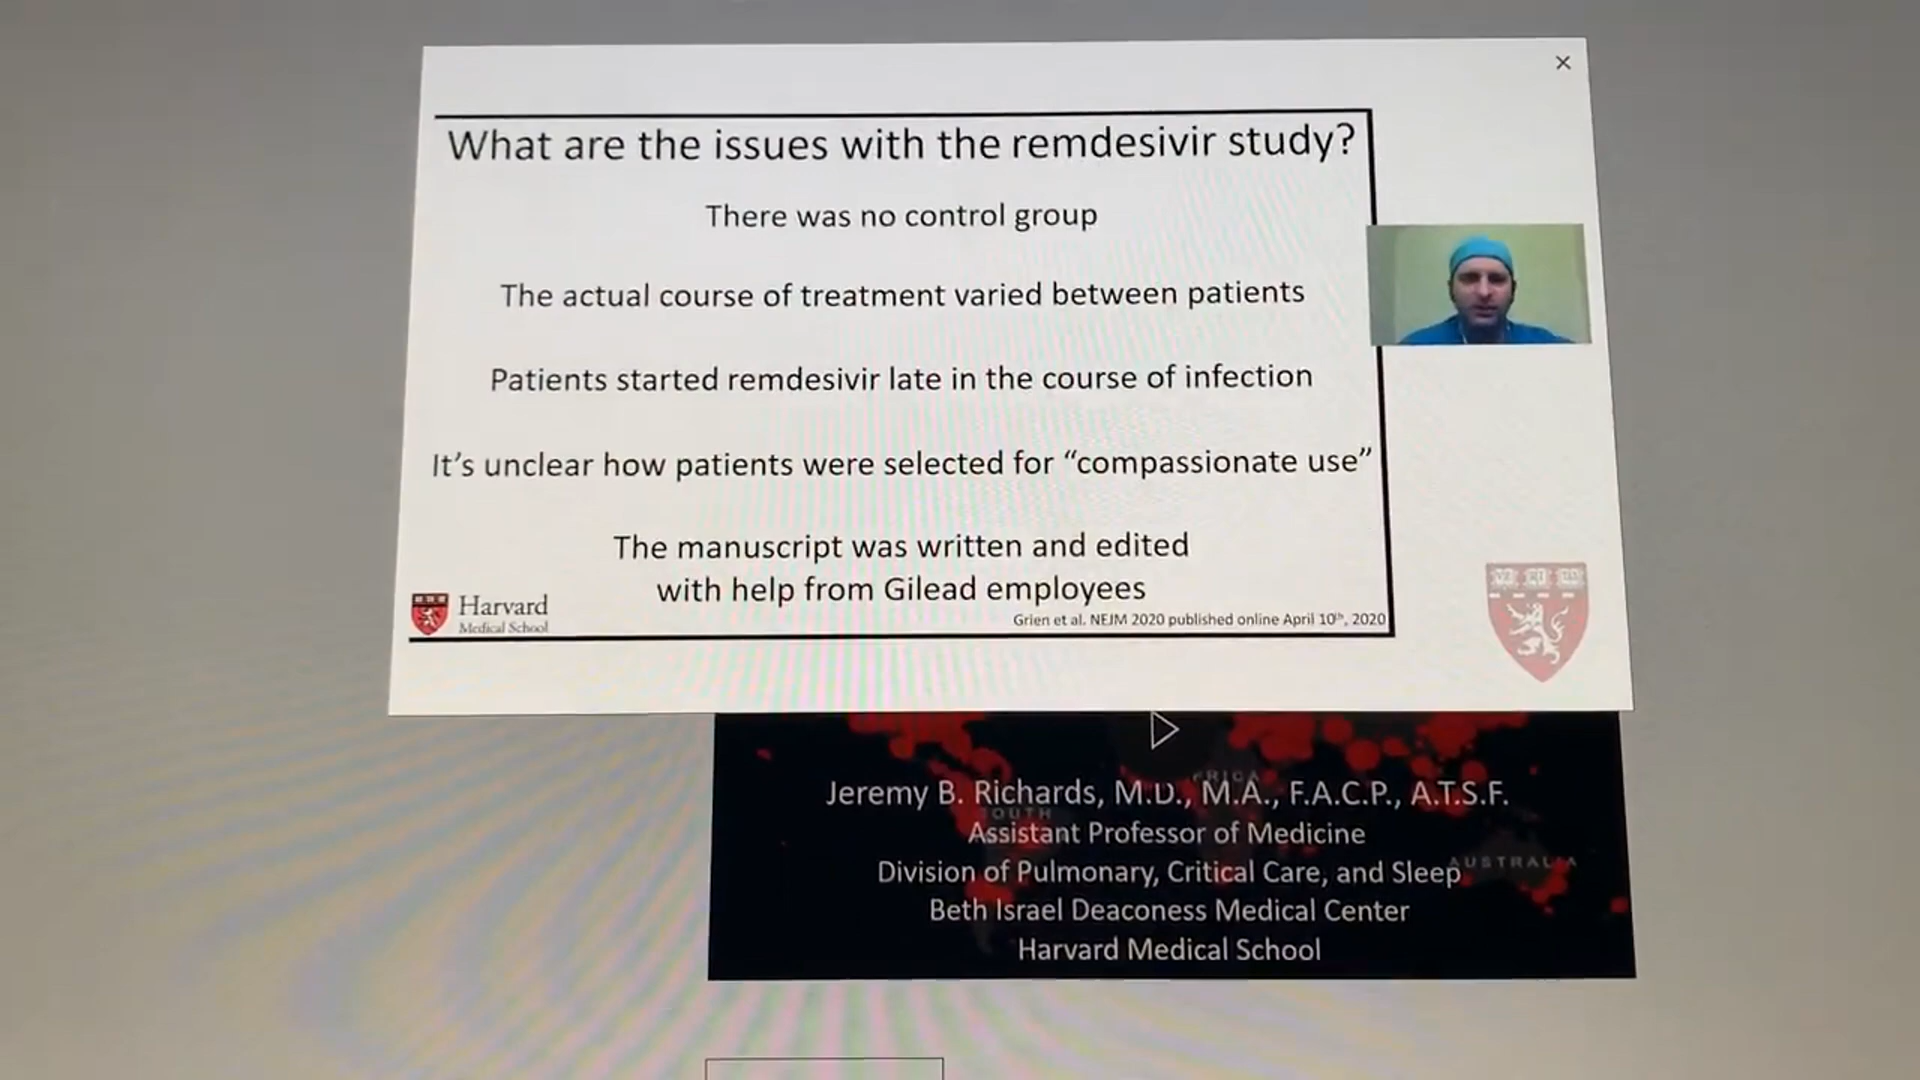 What are the issues with the remdesivir study?
There was no control group
The actual course of treatment varied between patients
Patients started remdesivir late in the course of infection
It's unclear how patients were selected for “compassionate use”
The manuscript was written and edited
with help from Gilead employees
Harvard
Medical School
Grien et al. NEJM 2020 published online April 10th, 2020
Jeremy B. Richards, M.D., M.A., F.A.C.P., A.T.S.F.
Assistant Professor of Medicine
Division of Pulmonary, Critical Care, and Sleep
AUSTRALIA
Beth Israel Deaconess Medical Center
Harvard Medical School